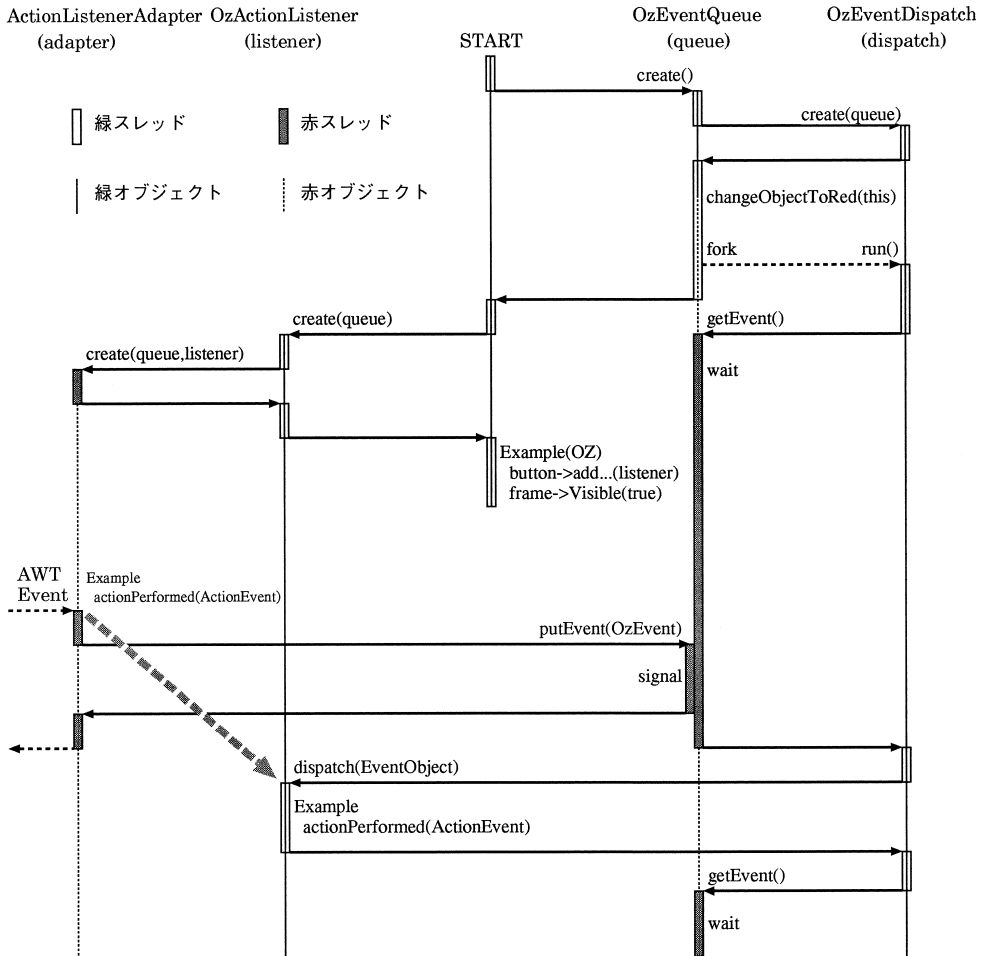 ActionListenerAdapter
(adapter)
OzActionListener
(listener)
START
OzEventQueue
(queue)
OzEventDispatch
(dispatch)
create()
create(queue)
緑スレッド
赤スレッド
緑オブジェクト
赤オブジェクト
changeObjectToRed(this)
fork
run()
create(queue)
getEvent()
create(queue,listener)
wait
Example(OZ)
button->add...(listener)
frame->Visible(true)
AWT
Event
Example
actionPerformed(ActionEvent)
putEvent(OzEvent)
signal
dispatch(EventObject)
Example
actionPerformed(ActionEvent)
getEvent()
wait